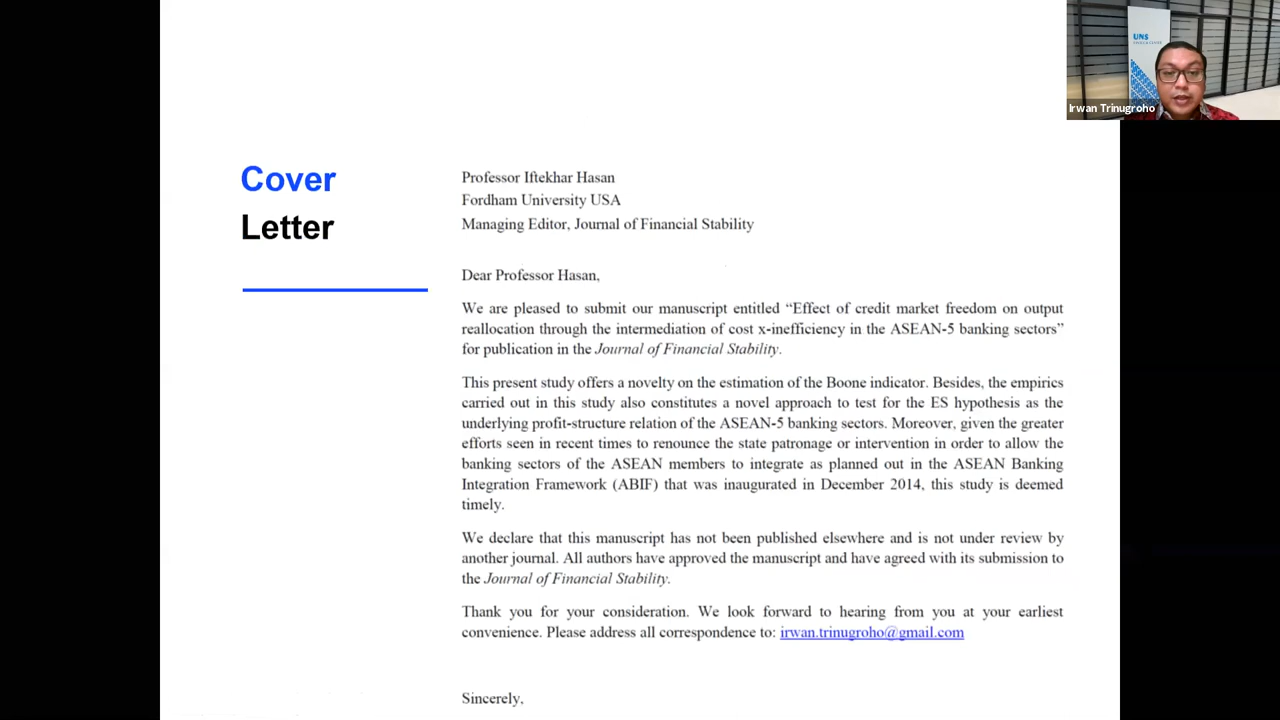 UNS
Irwan Trinugroho
Cover
Letter
Professor Iftekhar Hasan
Fordham University USA
Managing Editor, Journal of Financial Stability
Dear Professor Hasan,
We are pleased to submit our manuscript entitled “Effect of credit market freedom on output
reallocation through the intermediation of cost x-inefficiency in the ASEAN-5 banking sectors”
for publication in the Journal of Financial Stability.
This present study offers a novelty on the estimation of the Boone indicator. Besides, the empirics
carried out in this study also constitutes a novel approach to test for the ES hypothesis as the
underlying profit-structure relation of the ASEAN-5 banking sectors. Moreover, given the greater
efforts seen in recent times to renounce the state patronage or intervention in order to allow the
banking sectors of the ASEAN members to integrate as planned out in the ASEAN Banking
Integration Framework (ABIF) that was inaugurated in December 2014, this study is deemed
timely.
We declare that this manuscript has not been published elsewhere and is not under review by
another journal. All authors have approved the manuscript and have agreed with its submission to
the Journal of Financial Stability.
Thank you for your consideration. We look forward to hearing from you at your earliest
convenience. Please address all correspondence to: irwan.trinugroho@gmail.com
Sincerely,